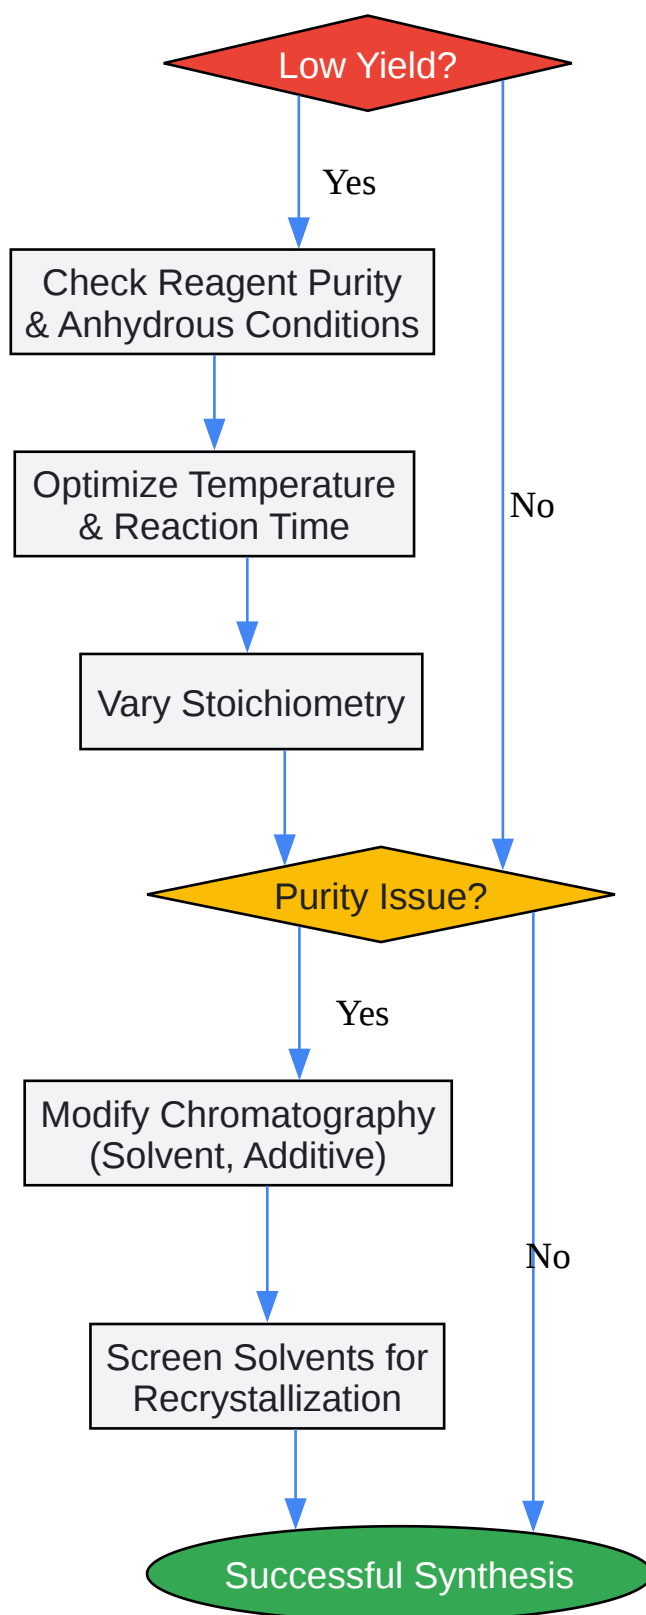 Low Yield?
Yes
Check Reagent Purity
& Anhydrous Conditions
Optimize Temperature
& Reaction Time
No
Vary Stoichiometry
Purity Issue?
Yes
Modify Chromatography
(Solvent, Additive)
No
Screen Solvents for
Recrystallization
Successful Synthesis